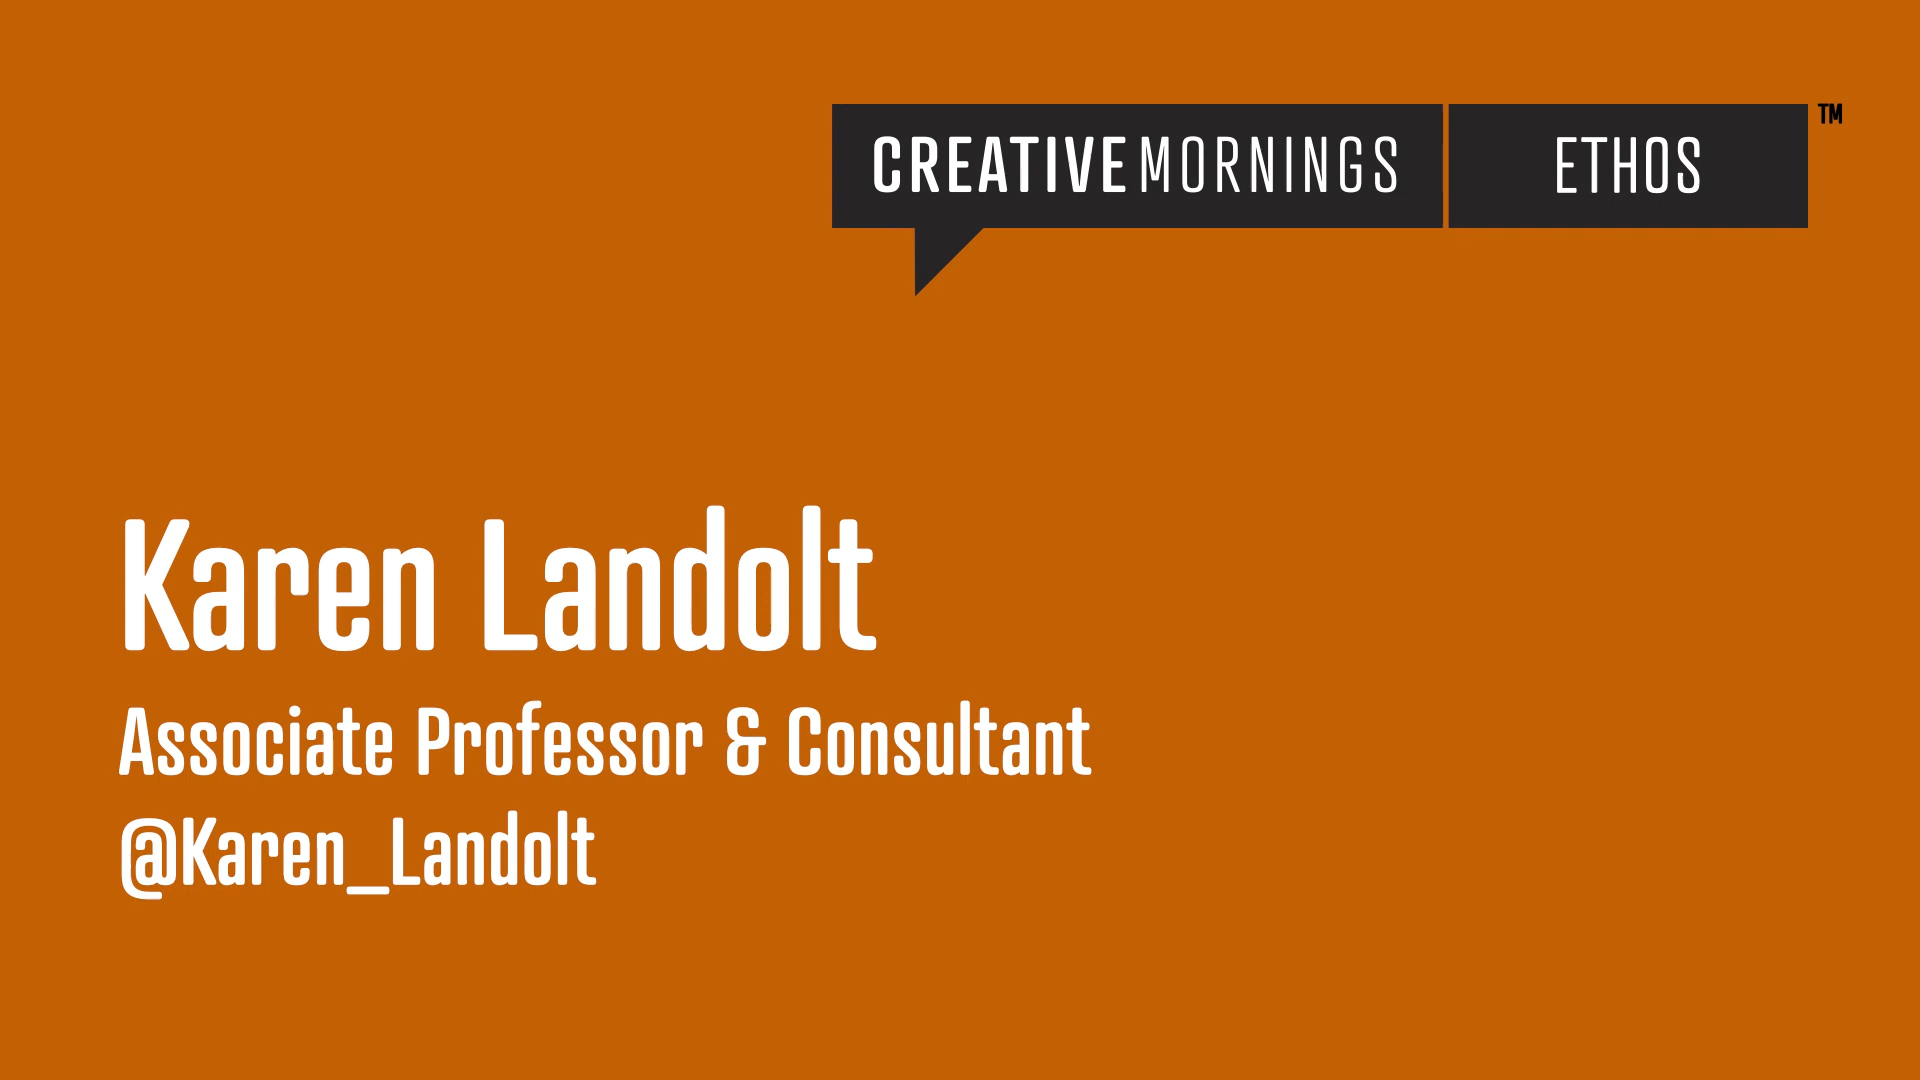 CREATIVEMORNINGS ETHOS ™
Karen Landolt
Associate Professor & Consultant
@Karen_Landolt